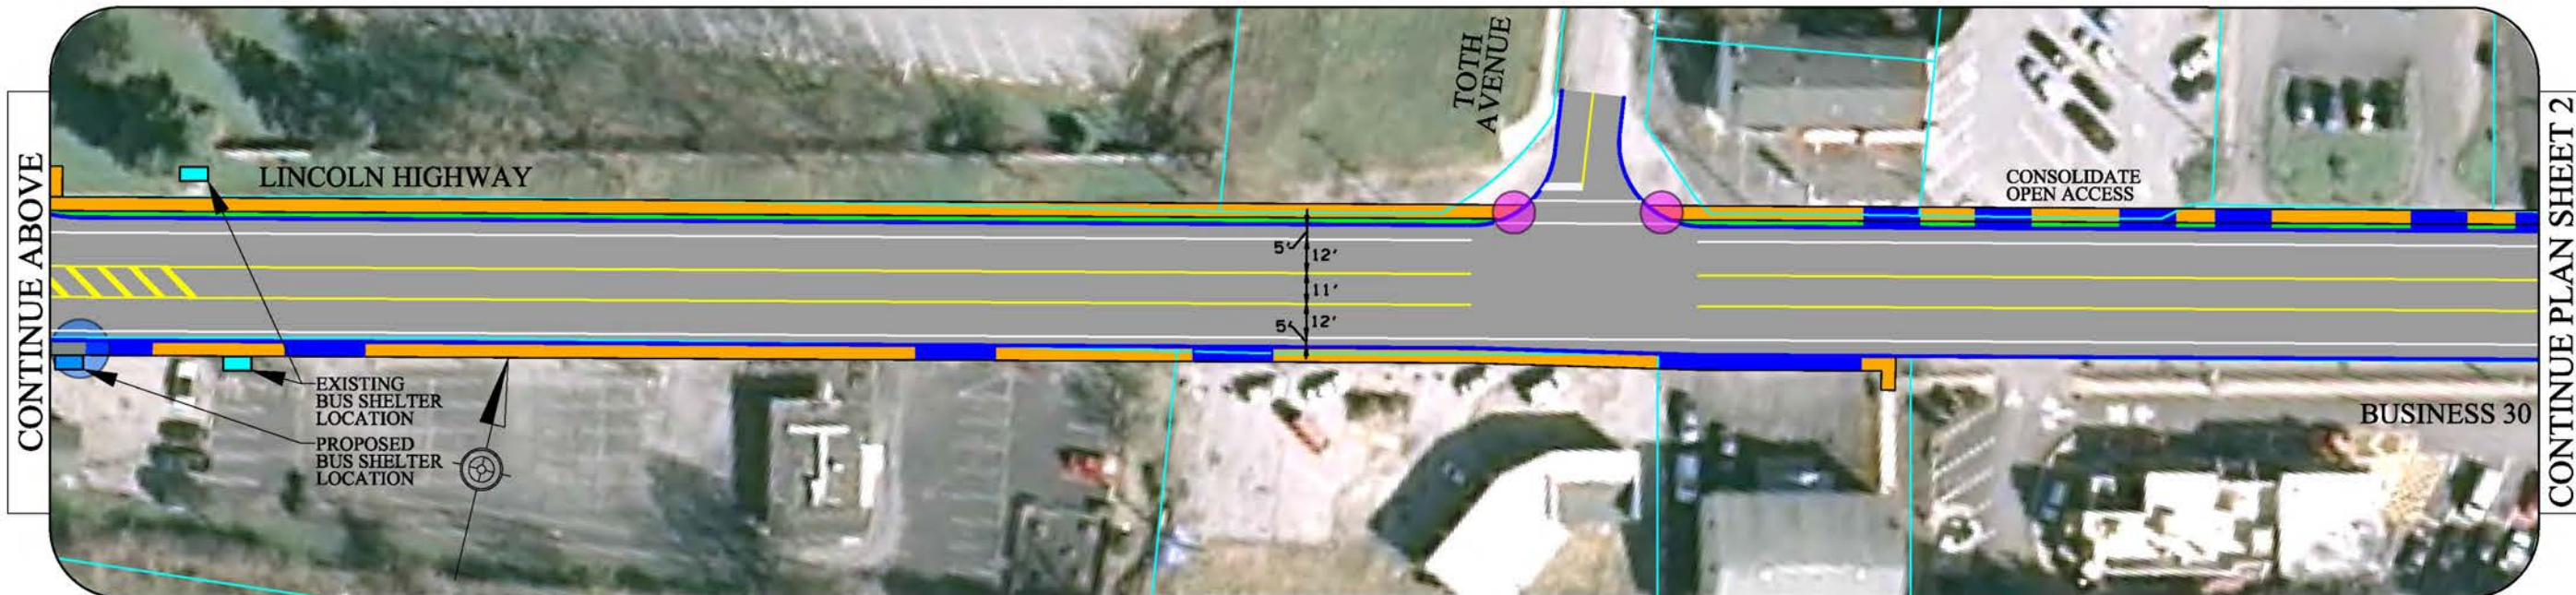 CONTINUE ABOVE
LINCOLN HIGHWAY
TOTH
AVENUE
CONSOLIDATE
OPEN ACCESS
5'
12'
11'
5'
12'
EXISTING
BUS SHELTER
LOCATION
PROPOSED
BUS SHELTER
LOCATION
BUSINESS 30
CONTINUE PLAN SHEET 2